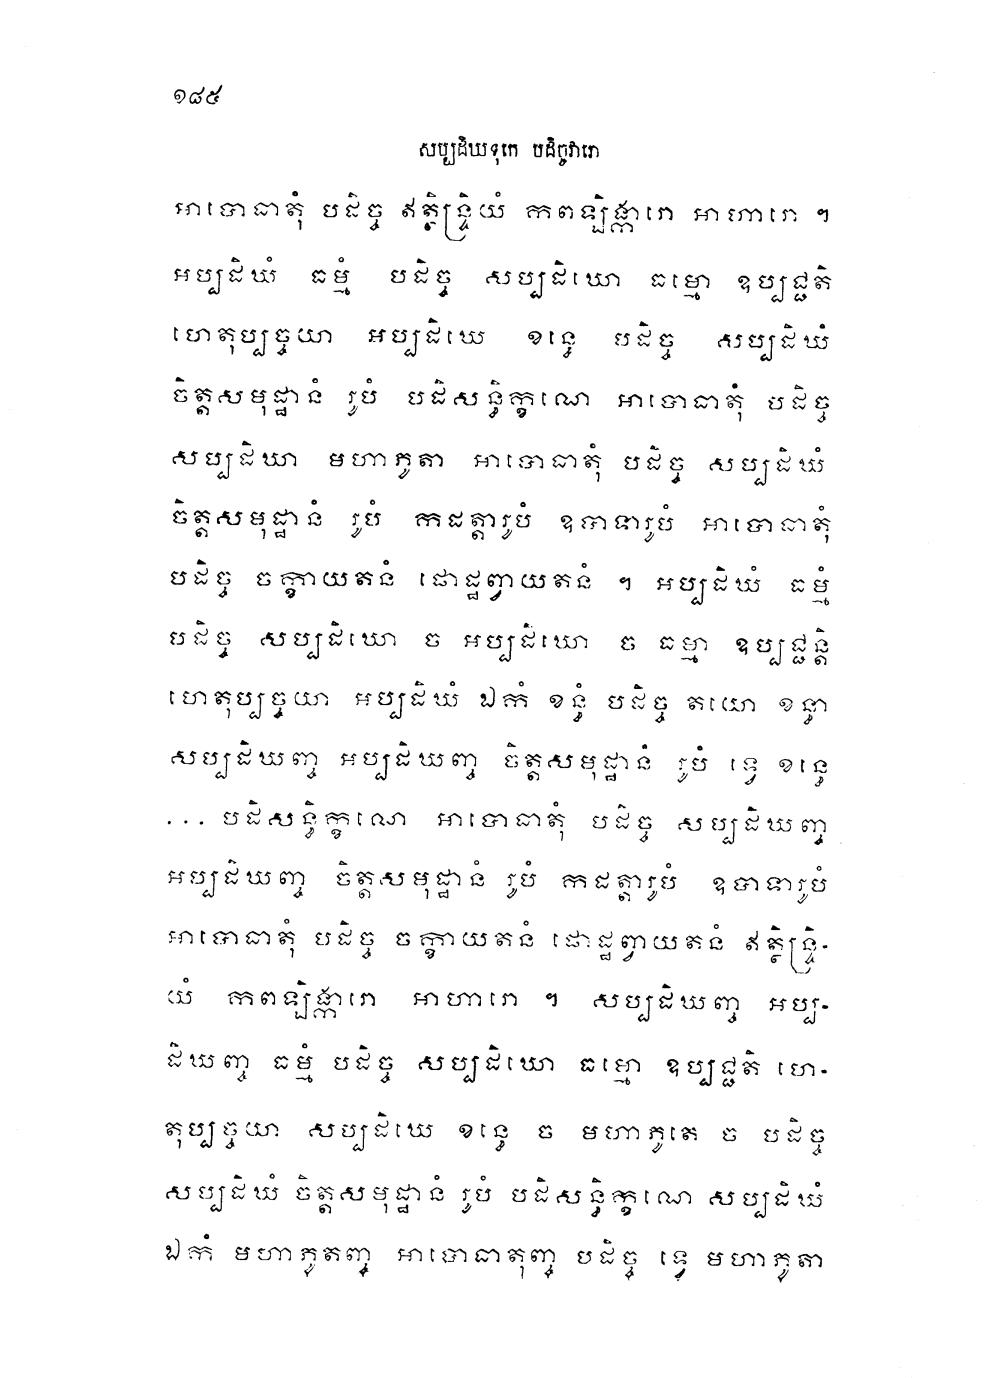 ១៨៥
សប្បដិឃទុកេ បដិច្ចវារោ
អាបោធាតុំ បដិច្ច ឥត្ថិន្ទ្រិយំ កពឡិង្ការោ អាហារោ ។
អប្បដិឃំ ធម្មំ បដិច្ច សប្បដិឃោ ធម្មោ ឧប្បជ្ជតិ
ហេតុប្បច្ចយា អប្បដិឃេ ខន្ធេ បដិច្ច សប្បដិឃំ
ចិត្តសមុដ្ឋានំ រូបំ បដិសន្ធិក្ខណេ អាបោធាតុំ បដិច្ច
សប្បដិឃា មហាភូតា អាបោធាតុំ បដិច្ច សប្បដិឃំ
ចិត្តសមុដ្ឋានំ រូបំ កដត្តារូបំ ឧបាទារូបំ អាបោធាតុំ
បដិច្ច ចក្ខាយតនំ ផោដ្ឋព្វាយតនំ ។ អប្បដិឃំ ធម្មំ
បដិច្ច សប្បដិឃោ ច អប្បដិឃោ ច ធម្មា ឧប្បជ្ជន្តិ
ហេតុប្បច្ចយា អប្បដិឃំ ឯកំ ខន្ធំ បដិច្ច តយោ ខន្ធា
សប្បដិឃញ្ច អប្បដិឃញ្ច ចិត្តសមុដ្ឋានំ រូបំ ទ្វេ ខន្ធេ
... បដិសន្ធិក្ខណេ អាបោធាតុំ បដិច្ច សប្បដិឃញ្ច
អប្បដិឃញ្ច ចិត្តសមុដ្ឋានំ រូបំ កដត្តារូបំ ឧបាទារូបំ
អាបោធាតុំ បដិច្ច ចក្ខាយតនំ ផោដ្ឋព្វាយតនំ ឥត្ថិន្ទ្រិ-
យំ កពឡិង្ការោ អាហារោ ។ សប្បដិឃញ្ច អប្ប-
ដិឃញ្ច ធម្មំ បដិច្ច សប្បដិឃោ ធម្មោ ឧប្បជ្ជតិ ហេ-
តុប្បច្ចយា សប្បដិឃេ ខន្ធេ ច មហាភូតេ ច បដិច្ច
សប្បដិឃំ ចិត្តសមុដ្ឋានំ រូបំ បដិសន្ធិក្ខណេ សប្បដិឃំ
ឯកំ មហាភូតញ្ច អាបោធាតុញ្ច បដិច្ច ទ្វេ មហាភូតា